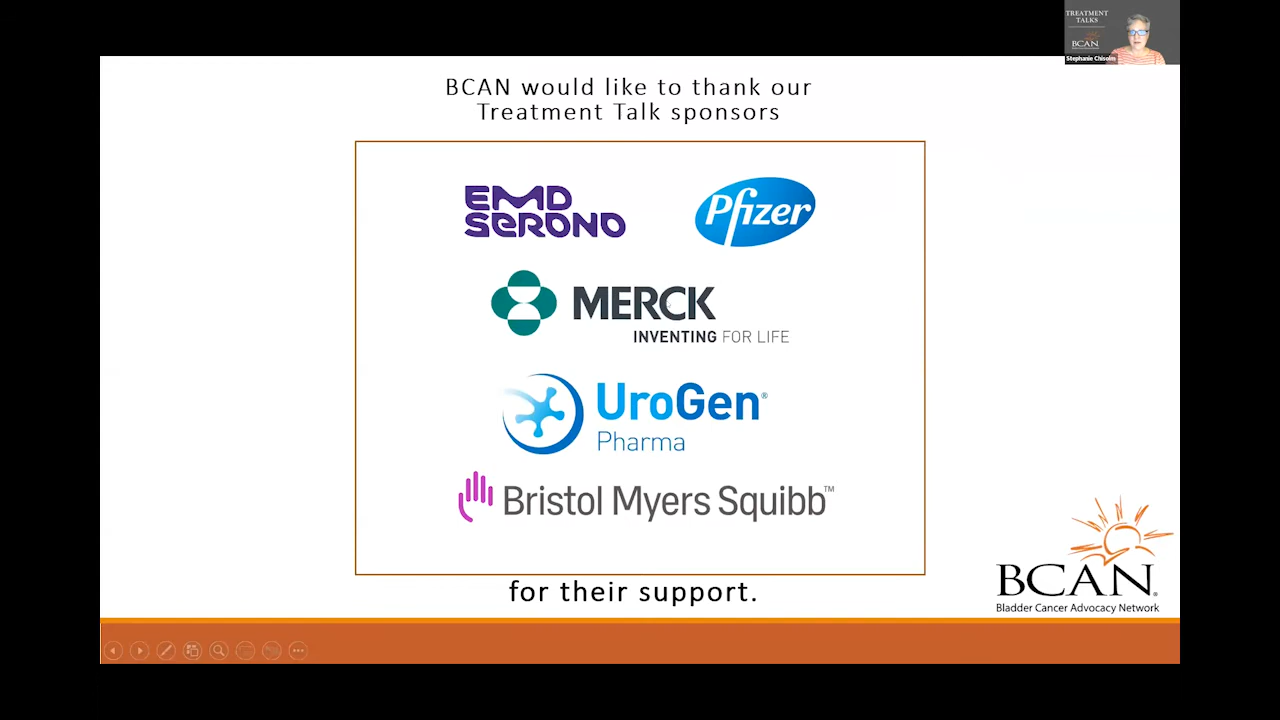 TREATMENT
TALKS
BCAN
Stephanie Chisolm
BCAN would like to thank our
Treatment Talk sponsors
EMD
SERONO
Pfizer
MERCK
INVENTING FOR LIFE
UroGen®
Pharma
Bristol Myers Squibb™
for their support.
BCAN®
Bladder Cancer Advocacy Network